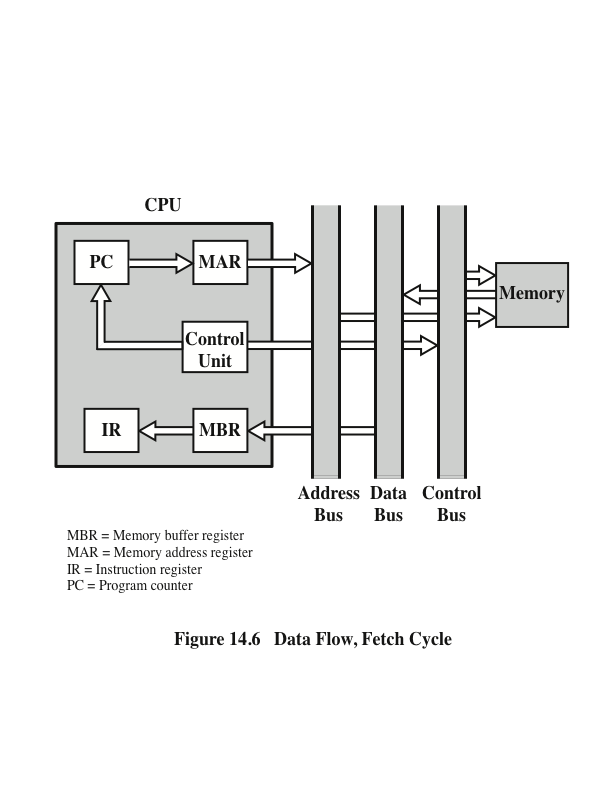 CPU
PC
MAR
Memory
Control
Unit
IR
MBR
Address Data Control
Bus Bus Bus
MBR = Memory buffer register
MAR = Memory address register
IR = Instruction register
PC = Program counter
Figure 14.6 Data Flow, Fetch Cycle